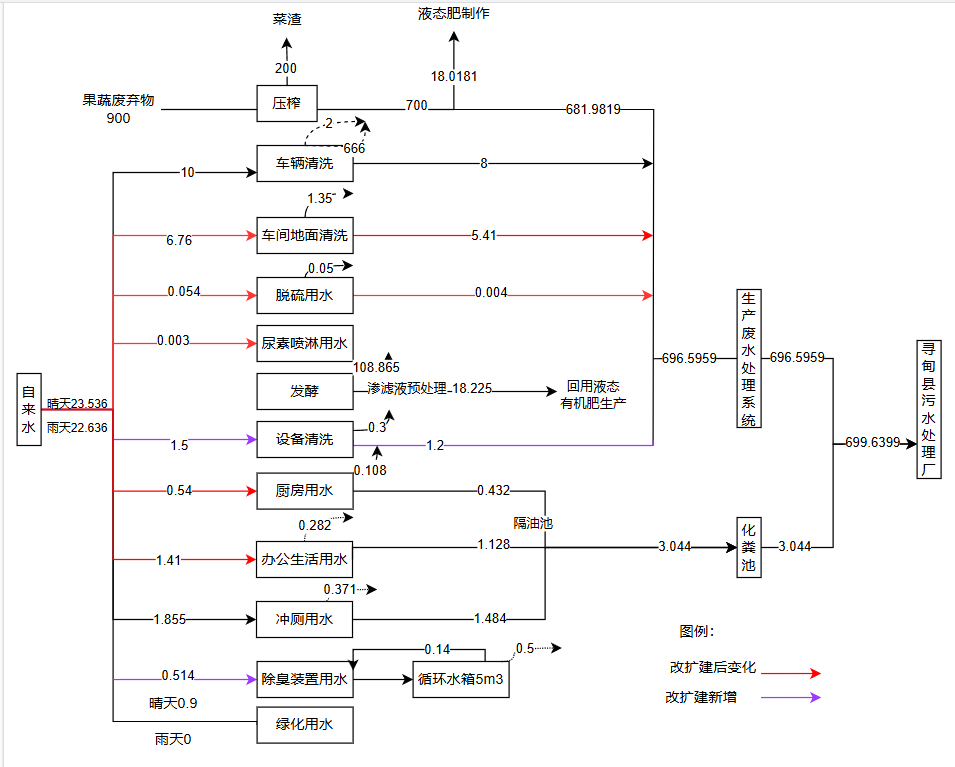 菜渣
液态肥制作
200
18.0181
果蔬废弃物
900
压榨
700
681.9819
2
666
车辆清洗
10
8
1.35
车间地面清洗
6.76
5.41
0.05
脱硫用水
0.054
0.004
尿素喷淋用水
0.003
108.865
发酵
渗滤液预处理
18.225
回用液态
有机肥生产
自来水
晴天23.536
雨天22.636
0.3
设备清洗
1.5
1.2
0.108
厨房用水
0.54
0.432
隔油池
0.282
办公生活用水
1.41
1.128
0.371
冲厕用水
1.855
1.484
0.14
0.5
除臭装置用水
0.514
循环水箱5m3
晴天0.9
绿化用水
雨天0
696.5959
生产废水处理系统
696.5959
3.044
化粪池
3.044
699.6399
寻甸县污水处理厂
图例：
改扩建后变化
改扩建新增